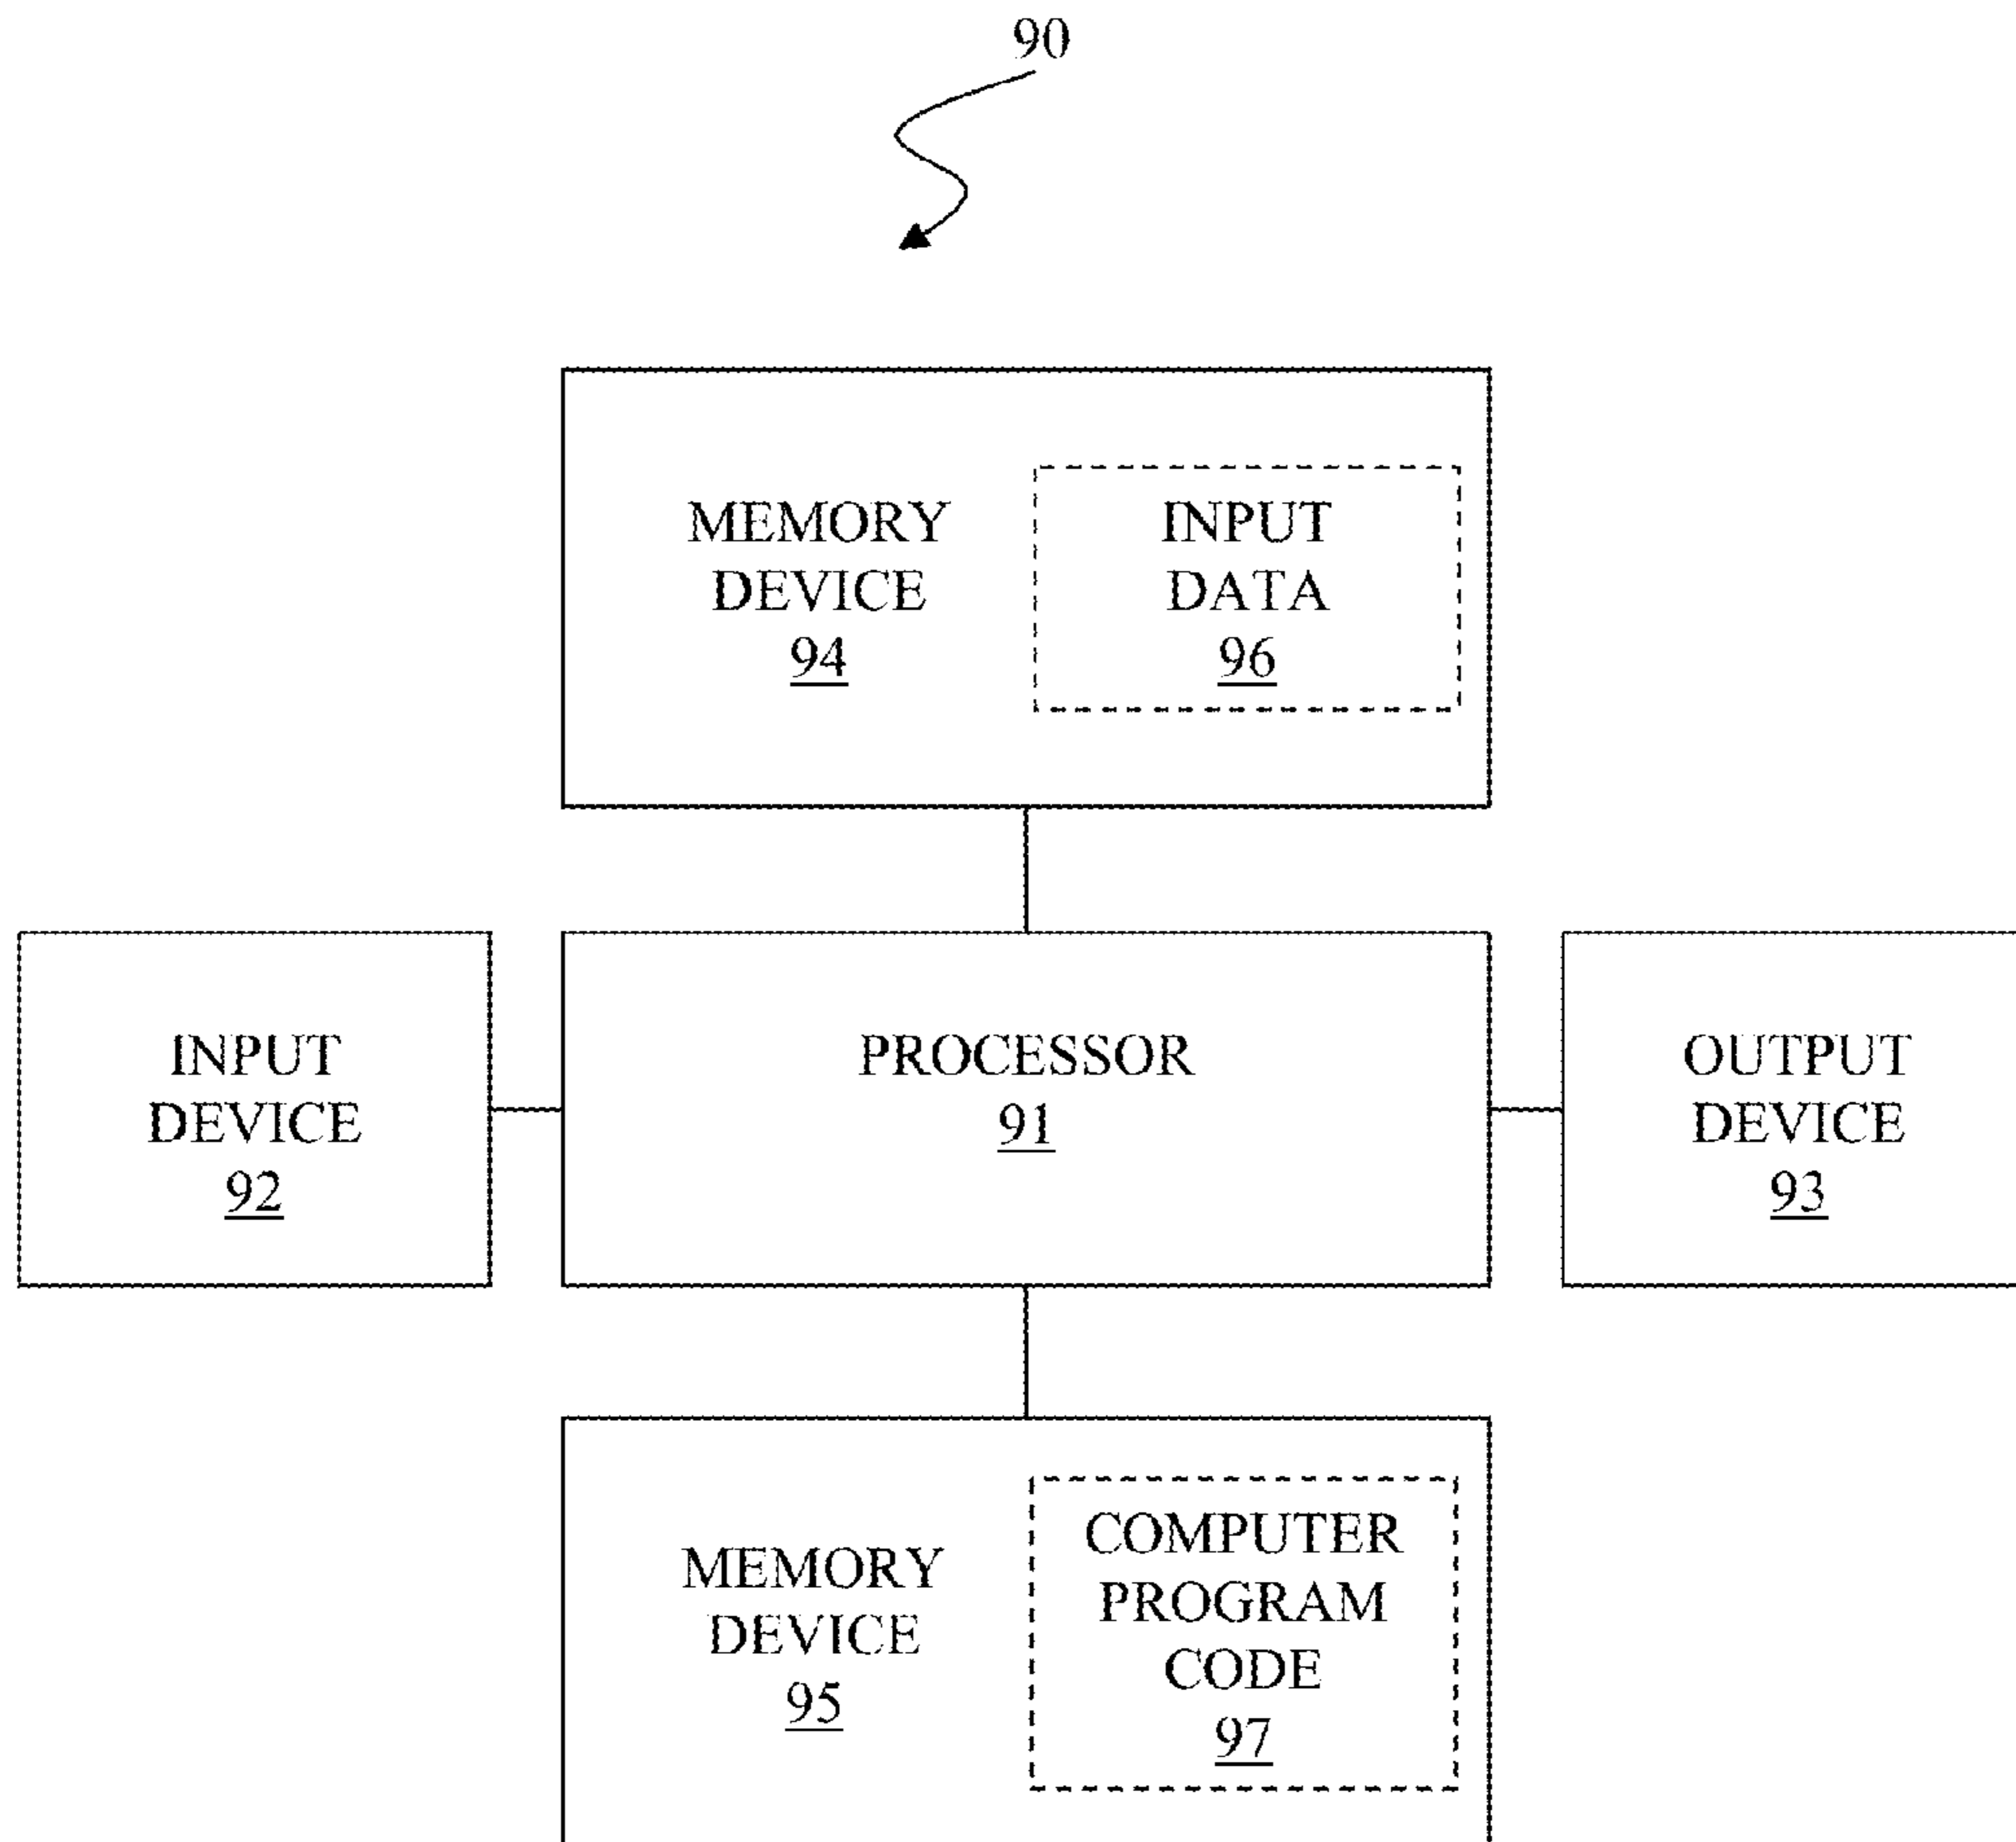 90
MEMORY
DEVICE
94
INPUT
DATA
96
INPUT
DEVICE
92
PROCESSOR
91
OUTPUT
DEVICE
93
MEMORY
DEVICE
95
COMPUTER
PROGRAM
CODE
97